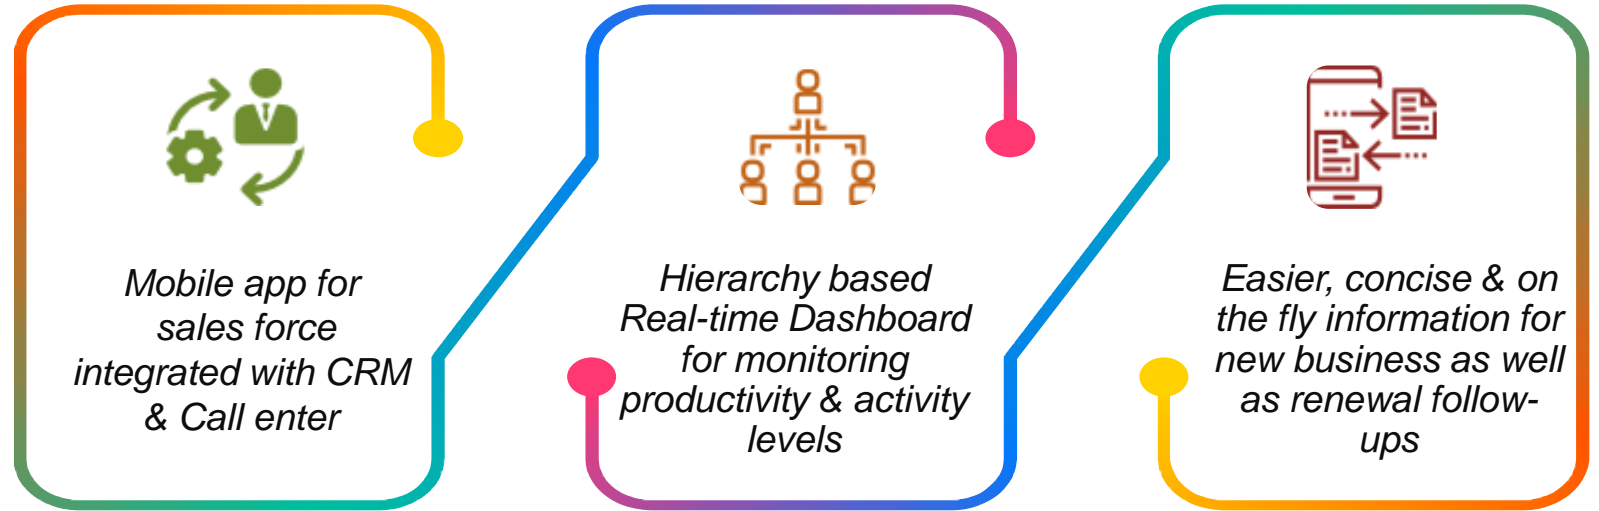 Mobile app for
sales force
integrated with CRM
& Call enter
Hierarchy based
Real-time Dashboard
for monitoring
productivity & activity
levels
Easier, concise & on
the fly information for
new business as well
as renewal follow-
ups